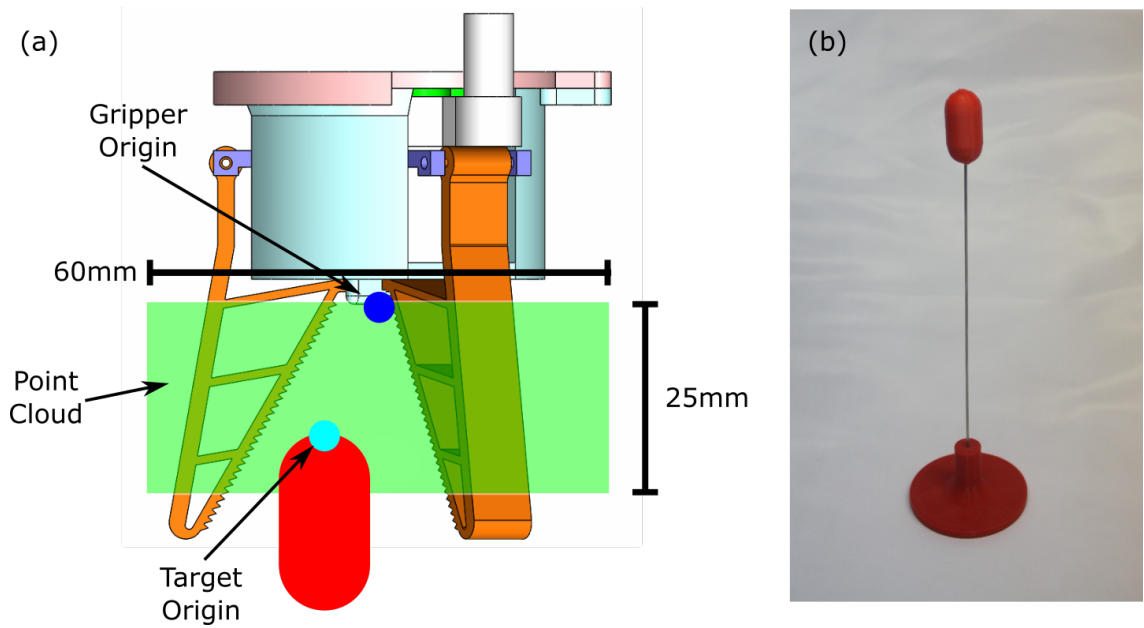 (a)
Gripper
Origin
60mm
Point
Cloud
25mm
Target
Origin
(b)